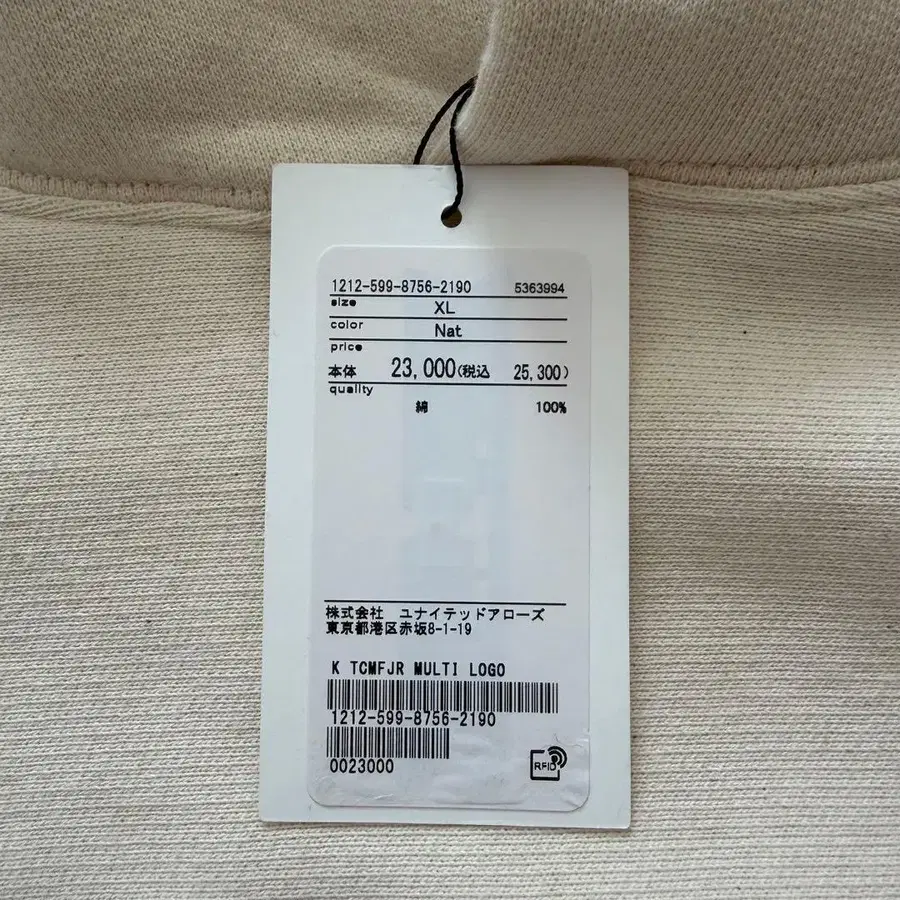 1212-599-8756-2190 5363994
size XL
color Nat
price
本体 23,000(税込 25,300)
quality
綿 100%
株式会社 ユナイテッドアローズ
東京都港区赤坂8-1-19
K TCMFJR MULTI LOGO
1212-599-8756-2190
0023000
RFID